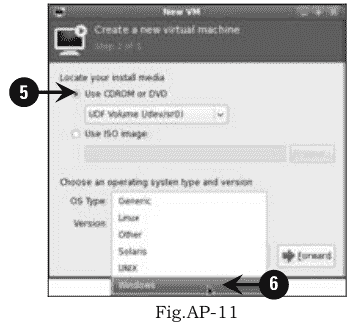 New VM
Create a new virtual machine
Step 2 of 5
Locate your install media
5
Use CDROM or DVD
UDF Volume (/dev/sr0)
Use ISO image:
Choose an operating system type and version
OS Type:
Generic
Linux
Version:
Other
Solaris
UNIX
Forward
Windows
6
Fig.AP-11